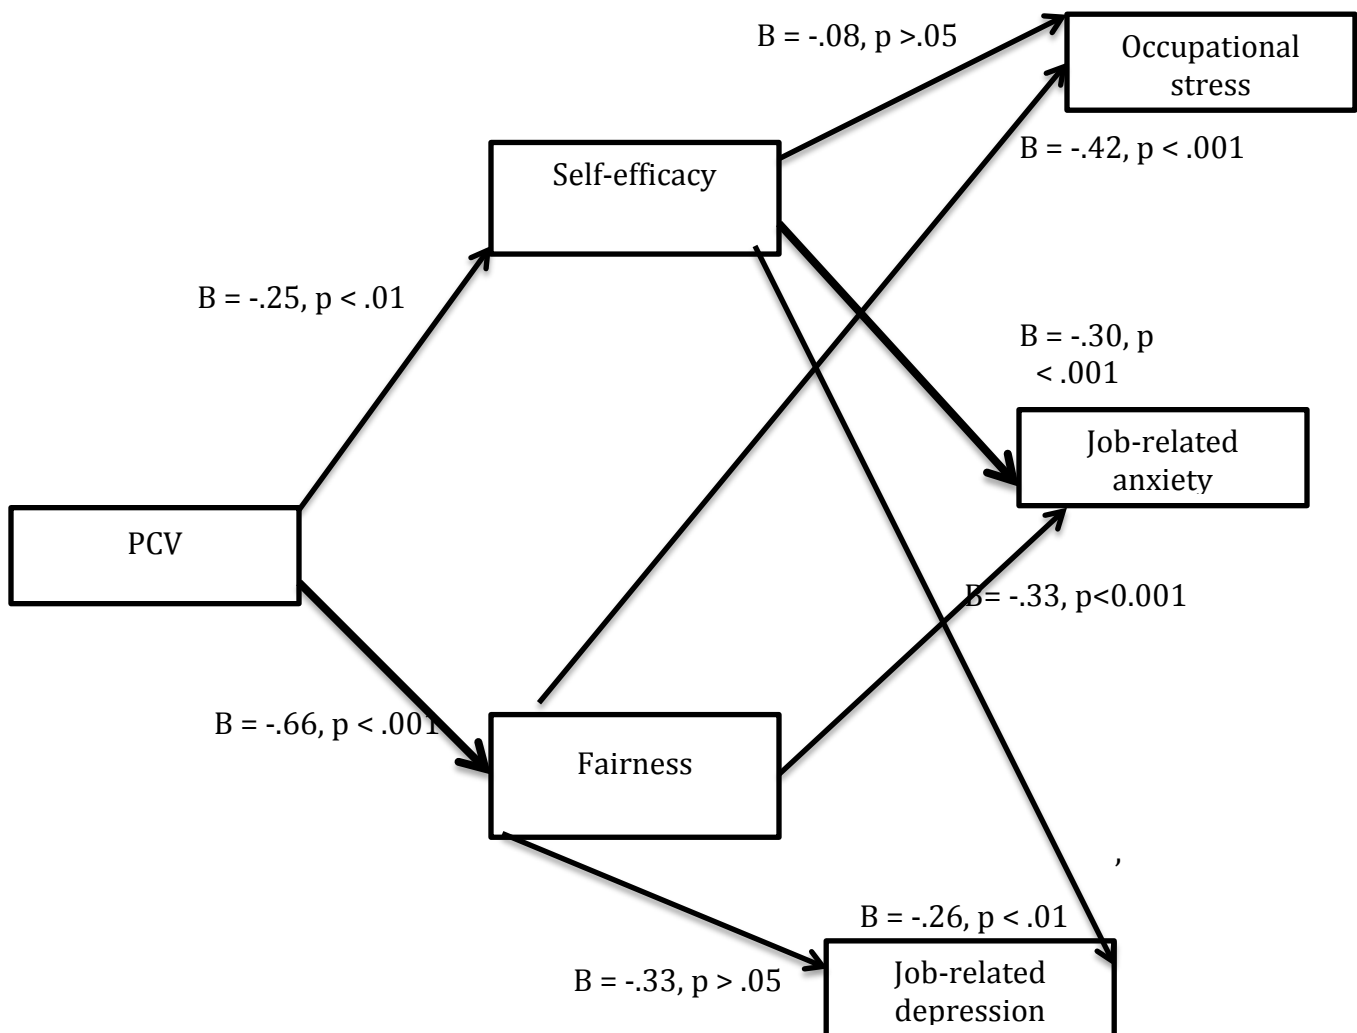 B = -.08, p >.05
Occupational
stress
B = -.42, p < .001
Self-efficacy
B = -.25, p < .01
B = -.30, p
< .001
Job-related
anxiety
PCV
B= -.33, p<0.001
B = -.66, p < .001
Fairness
,
B = -.26, p < .01
B = -.33, p > .05
Job-related
depression